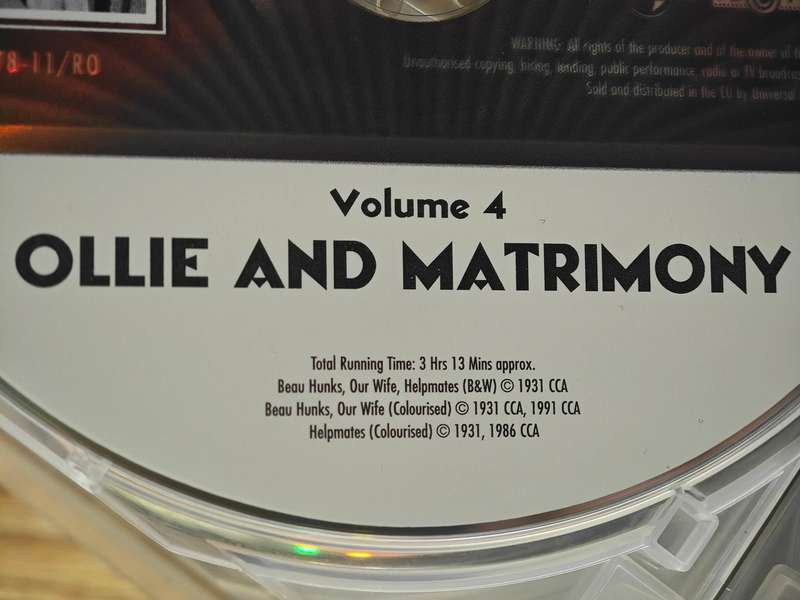 78-11/RO
WARNING: All rights of the producer and of the owner of t
Unauthorised copying, hiring, lending, public performance, radio or TV broadcas
Sold and distributed in the EU by Universal
Volume 4
OLLIE AND MATRIMONY
Total Running Time: 3 Hrs 13 Mins approx.
Beau Hunks, Our Wife, Helpmates (B&W) © 1931 CCA
Beau Hunks, Our Wife (Colourised) © 1931 CCA, 1991 CCA
Helpmates (Colourised) © 1931, 1986 CCA